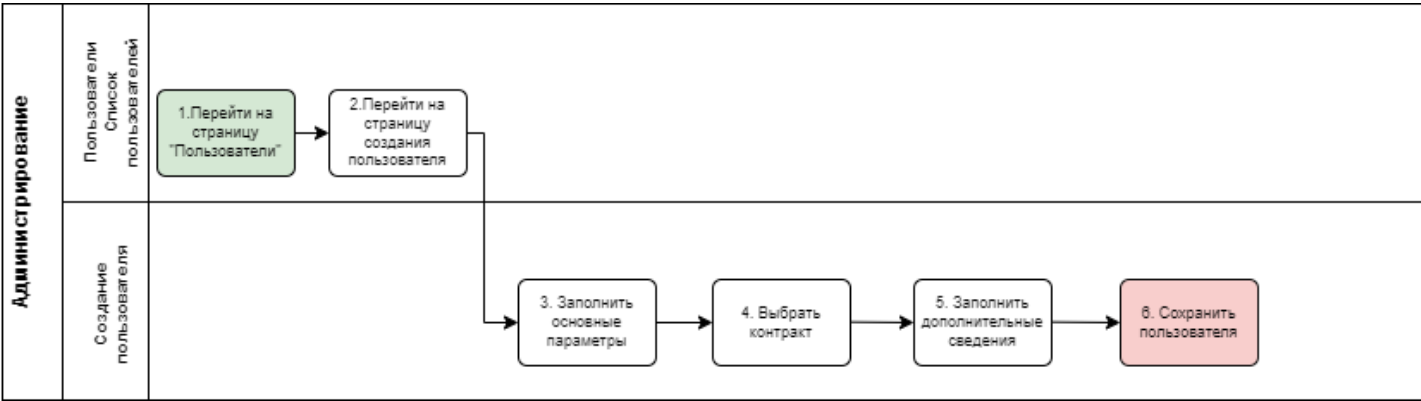 Администрирование
Пользователи
Список
пользователей
1.Перейти на
страницу
"Пользователи"
2.Перейти на
страницу
создания
пользователя
Создание
пользователя
3. Заполнить
основные
параметры
4. Выбрать
контракт
5. Заполнить
дополнительные
сведения
6. Сохранить
пользователя